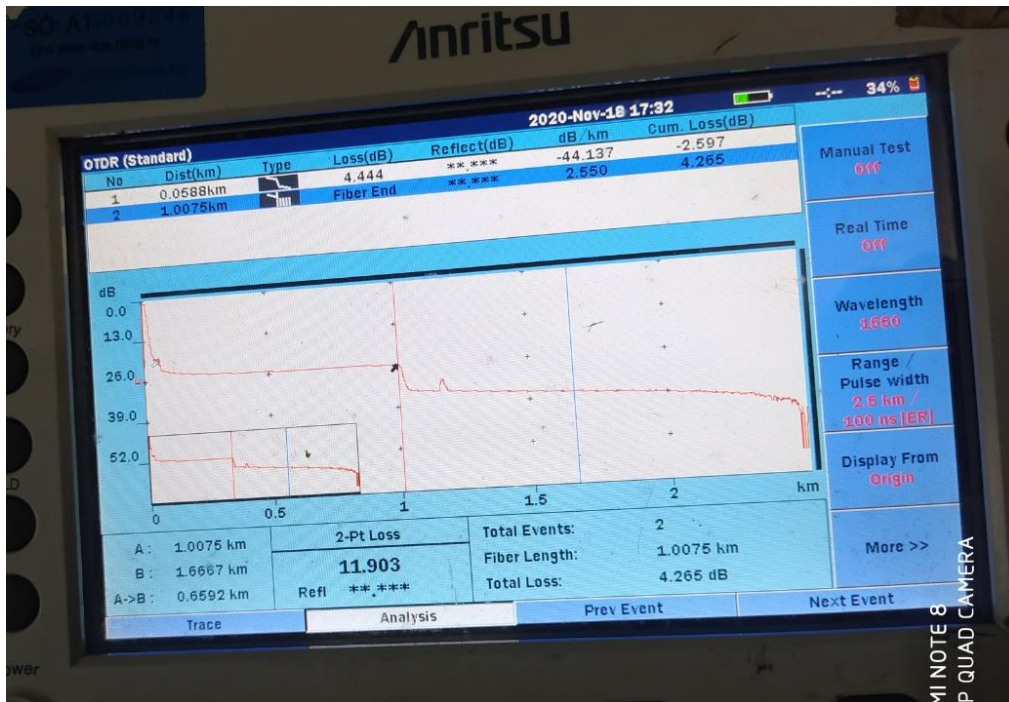 SO: A1-009246
Anritsu
2020-Nov-18 17:32 --:-- 34%
OTDR (Standard)
No Dist(km) Type Loss(dB) Reflect(dB) dB/km Cum. Loss(dB)
1 0.0588km 4.444 **.*** -44.137 -2.597
2 1.0075km Fiber End **.*** 2.550 4.265
Manual Test
Off
Real Time
Off
Wavelength
1550
Range /
Pulse width
2.5 km /
100 ns [ER]
Display From
Origin
More >>
dB
0.0
13.0
26.0
39.0
52.0
0 0.5 1 1.5 2 km
A: 1.0075 km
B: 1.6667 km
A->B: 0.6592 km
2-Pt Loss
11.903
Refl **.***
Total Events: 2
Fiber Length: 1.0075 km
Total Loss: 4.265 dB
Trace Analysis Prev Event Next Event
MI NOTE 8
P QUAD CAMERA